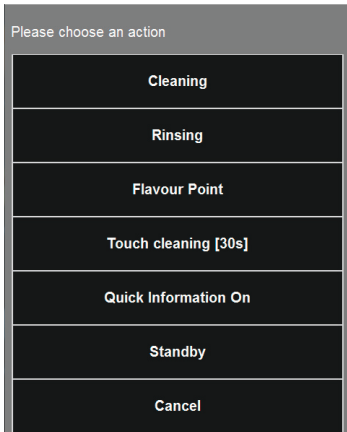 Please choose an action
Cleaning
Rinsing
Flavour Point
Touch cleaning [30s]
Quick Information On
Standby
Cancel